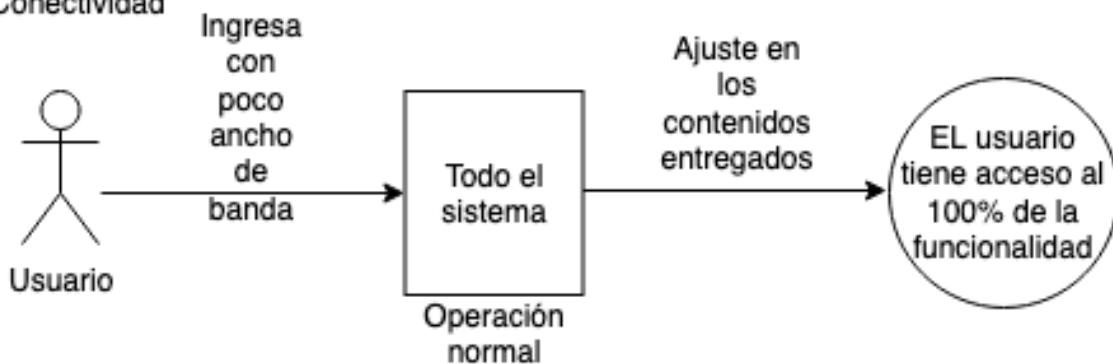 Conectividad
Ingresa
con
poco
ancho
de
banda
Usuario
Todo el
sistema
Operación
normal
Ajuste en
los
contenidos
entregados
EL usuario
tiene acceso al
100% de la
funcionalidad